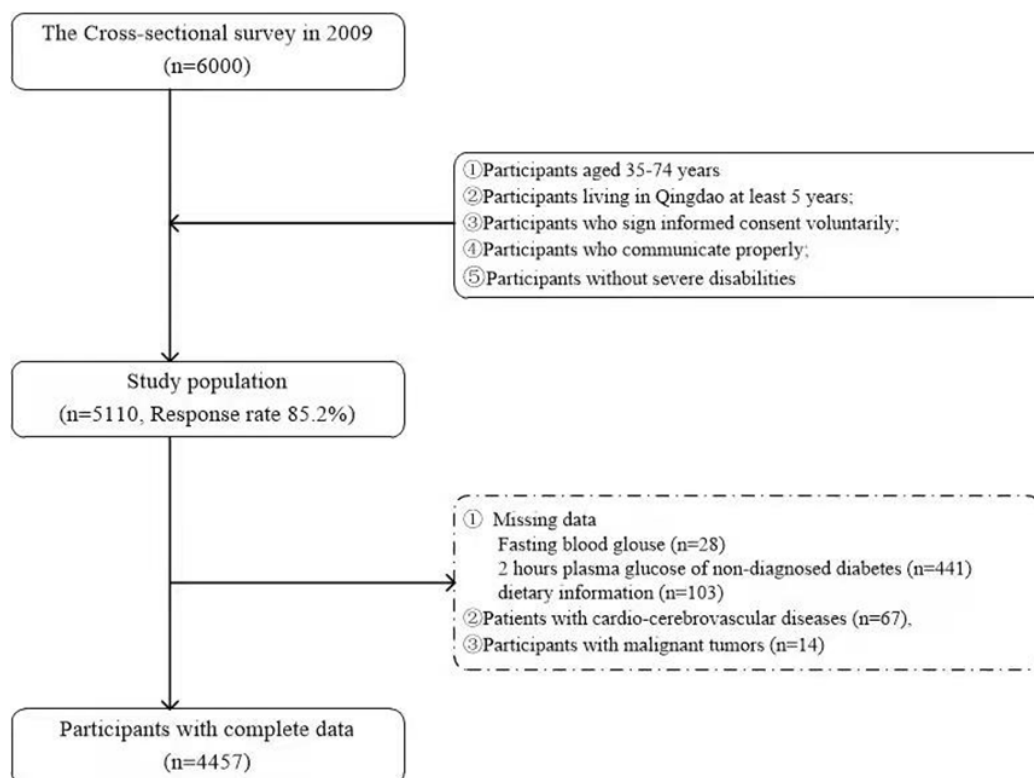 The Cross-sectional survey in 2009
(n=6000)
①Participants aged 35-74 years
②Participants living in Qingdao at least 5 years;
③Participants who sign informed consent voluntarily;
④Participants who communicate properly;
⑤Participants without severe disabilities
Study population
(n=5110, Response rate 85.2%)
① Missing data
Fasting blood glouse (n=28)
2 hours plasma glucose of non-diagnosed diabetes (n=441)
dietary information (n=103)
②Patients with cardio-cerebrovascular diseases (n=67),
③Participants with malignant tumors (n=14)
Participants with complete data
(n=4457)